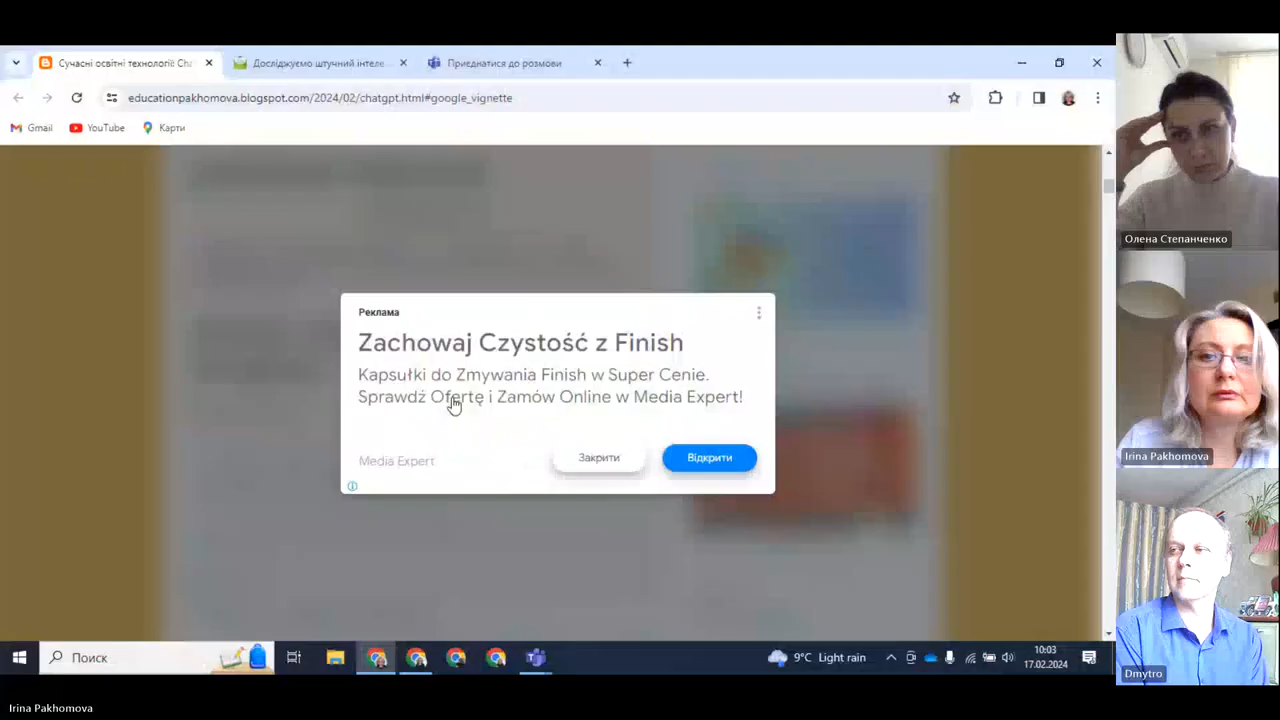 Сучасні освітні технології: Cha
Досліджуємо штучний інтеле
Приєднатися до розмови
educationpakhomova.blogspot.com/2024/02/chatgpt.html#google_vignette
Gmail
YouTube
Карти
Реклама
Zachowaj Czystość z Finish
Kapsułki do Zmywania Finish w Super Cenie.
Sprawdź Ofertę i Zamów Online w Media Expert!
Media Expert
Закрити
Відкрити
Олена Степанченко
Irina Pakhomova
Dmytro
Поиск
9°C Light rain
10:03
17.02.2024
Irina Pakhomova